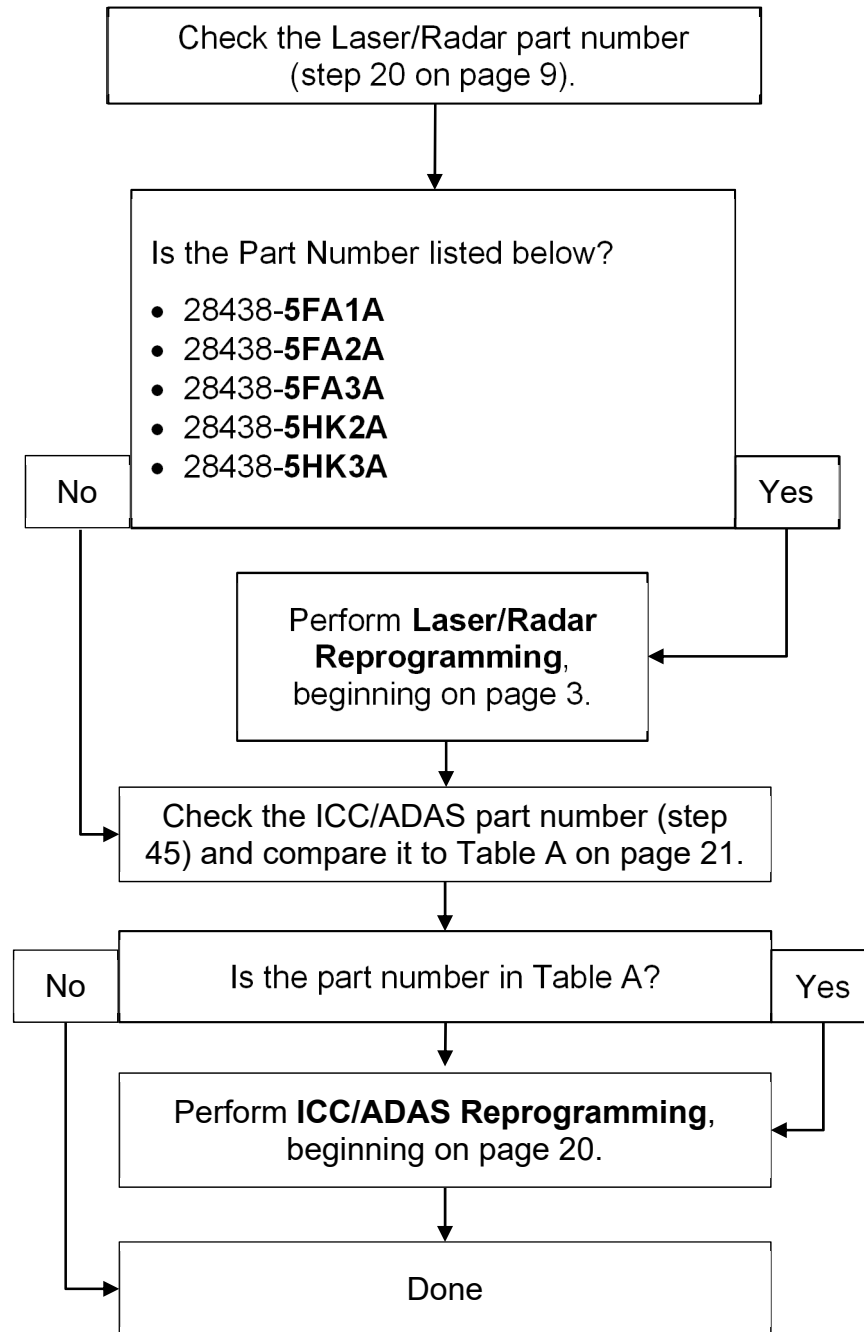 Check the Laser/Radar part number
(step 20 on page 9).
Is the Part Number listed below?
• 28438-5FA1A
• 28438-5FA2A
• 28438-5FA3A
• 28438-5HK2A
• 28438-5HK3A
No
Yes
Perform Laser/Radar
Reprogramming,
beginning on page 3.
Check the ICC/ADAS part number (step
45) and compare it to Table A on page 21.
No
Is the part number in Table A?
Yes
Perform ICC/ADAS Reprogramming,
beginning on page 20.
Done